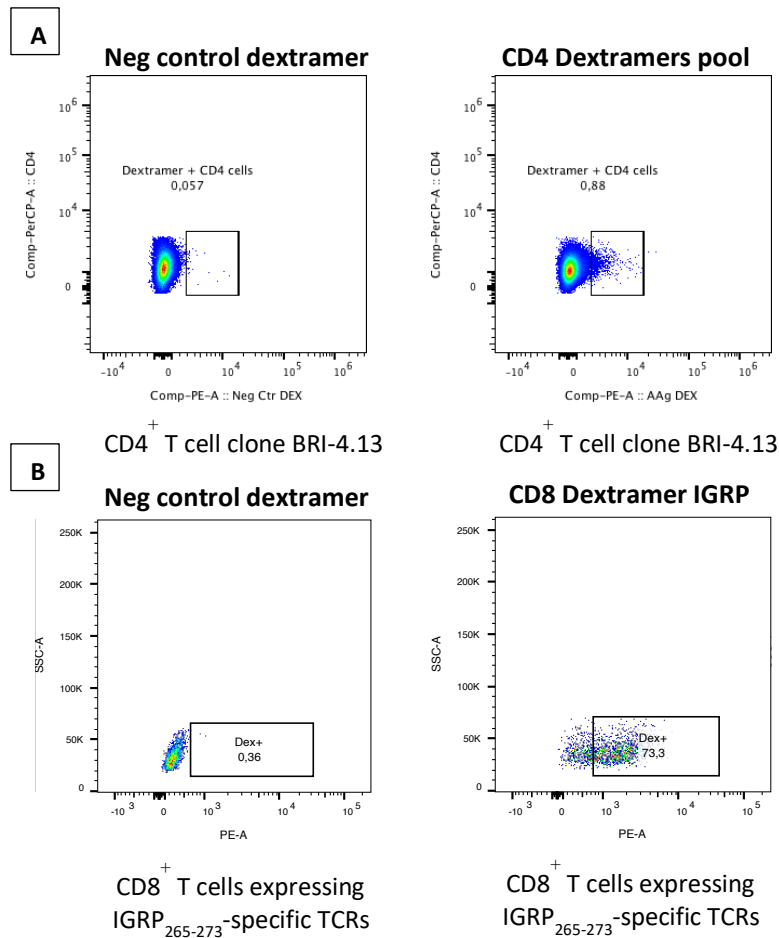 A
Neg control dextramer
CD4 Dextramers pool
10^6
10^5
10^4
0
Comp-PerCP-A :: CD4
Dextramer + CD4 cells
0,057
-10^4
0
10^4
10^5
10^6
Comp-PE-A :: Neg Ctr DEX
10^6
10^5
10^4
0
Comp-PerCP-A :: CD4
Dextramer + CD4 cells
0,88
-10^4
0
10^4
10^5
10^6
Comp-PE-A :: AAg DEX
CD4+ T cell clone BRI-4.13
CD4+ T cell clone BRI-4.13
B
Neg control dextramer
CD8 Dextramer IGRP
250K
200K
150K
100K
50K
0
SSC-A
Dex+
0,36
-10^3
0
10^3
10^4
10^5
PE-A
250K
200K
150K
100K
50K
0
SSC-A
Dex+
73,3
-10^3
0
10^3
10^4
10^5
PE-A
CD8+ T cells expressing
IGRP265-273-specific TCRs
CD8+ T cells expressing
IGRP265-273-specific TCRs